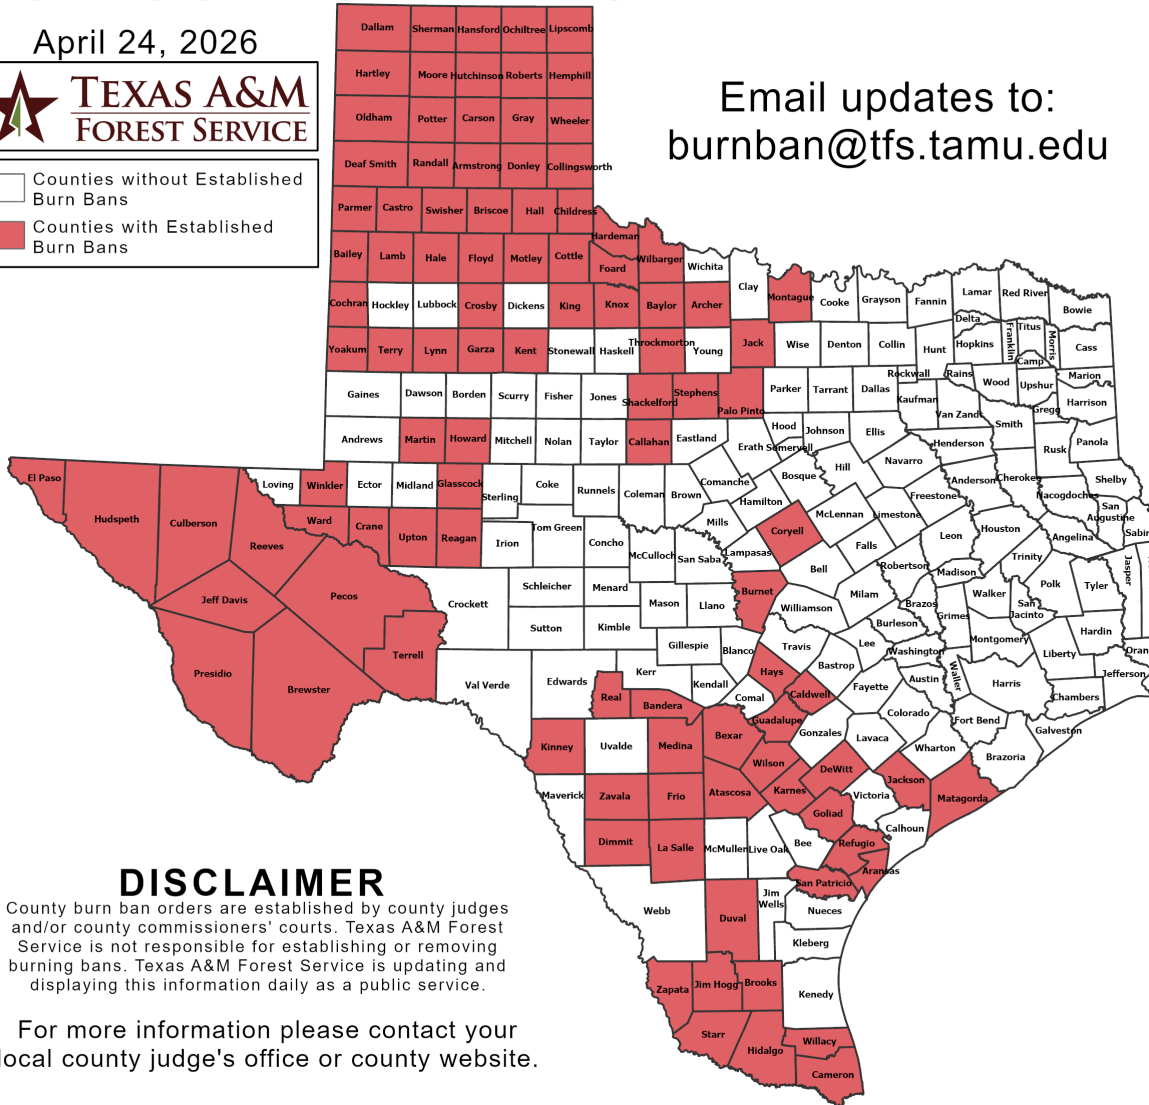 April 24, 2026
TEXAS A&M
FOREST SERVICE
Counties without Established
Burn Bans
Counties with Established
Burn Bans
Email updates to:
burnban@tfs.tamu.edu
Dallam Sherman Hansford Ochiltree Lipscomb
Hartley Moore Hutchinson Roberts Hemphill
Oldham Potter Carson Gray Wheeler
Deaf Smith Randall Armstrong Donley Collingsworth
Parmer Castro Swisher Briscoe Hall Childress
Hardeman
Bailey Lamb Hale Floyd Motley Cottle Foard Wilbarger Wichita
Clay Montague Cooke Grayson Fannin Lamar Red River Bowie
Cochran Hockley Lubbock Crosby Dickens King Knox Baylor Archer
Delta Franklin Titus Morris Cass
Yoakum Terry Lynn Garza Kent Stonewall Haskell Throckmorton Young Jack Wise Denton Collin Hunt Hopkins Camp
Rockwall Rains Wood Upshur Marion
Gaines Dawson Borden Scurry Fisher Jones Shackelford Stephens Palo Pinto Parker Tarrant Dallas Kaufman Van Zandt Gregg Harrison
Andrews Martin Howard Mitchell Nolan Taylor Callahan Eastland Erath Hood Somervell Johnson Ellis Henderson Smith Rusk Panola
El Paso Hudspeth Culberson Loving Winkler Ector Midland Glasscock Sterling Coke Runnels Coleman Brown Comanche Hamilton Bosque Hill Navarro Freestone Anderson Cherokee Nacogdoches Shelby
San
Augustine
Reeves Ward Crane Upton Reagan Irion Tom Green Concho McCulloch San Saba Mills Lampasas Coryell McLennan Limestone Falls Leon Houston Angelina
Jeff Davis Pecos Crockett Schleicher Menard Mason Llano Burnet Bell Milam Robertson Madison Trinity Polk Tyler Jasper
Sutton Kimble Williamson Brazos Burleson Grimes Walker
San
Jacinto
Presidio Brewster Terrell Val Verde Edwards Kerr Gillespie Blanco Travis Bastrop Lee Washington Montgomery Liberty Hardin
Real Bandera Kendall Comal Hays Caldwell Fayette Austin Waller Harris Chambers Jefferson
Kinney Uvalde Medina Bexar Guadalupe Gonzales Lavaca Colorado Wharton Fort Bend Brazoria Galveston
Maverick Zavala Frio Atascosa Wilson Karnes DeWitt Victoria Jackson Matagorda
Dimmit La Salle McMullen Live Oak Bee Goliad Refugio Calhoun Aransas
Webb Duval
Jim
Wells
San Patricio Nueces
Kleberg
Zapata Jim Hogg Brooks Kenedy
Starr Hidalgo Willacy
Cameron
DISCLAIMER
County burn ban orders are established by county judges
and/or county commissioners' courts. Texas A&M Forest
Service is not responsible for establishing or removing
burning bans. Texas A&M Forest Service is updating and
displaying this information daily as a public service.
For more information please contact your
local county judge's office or county website.